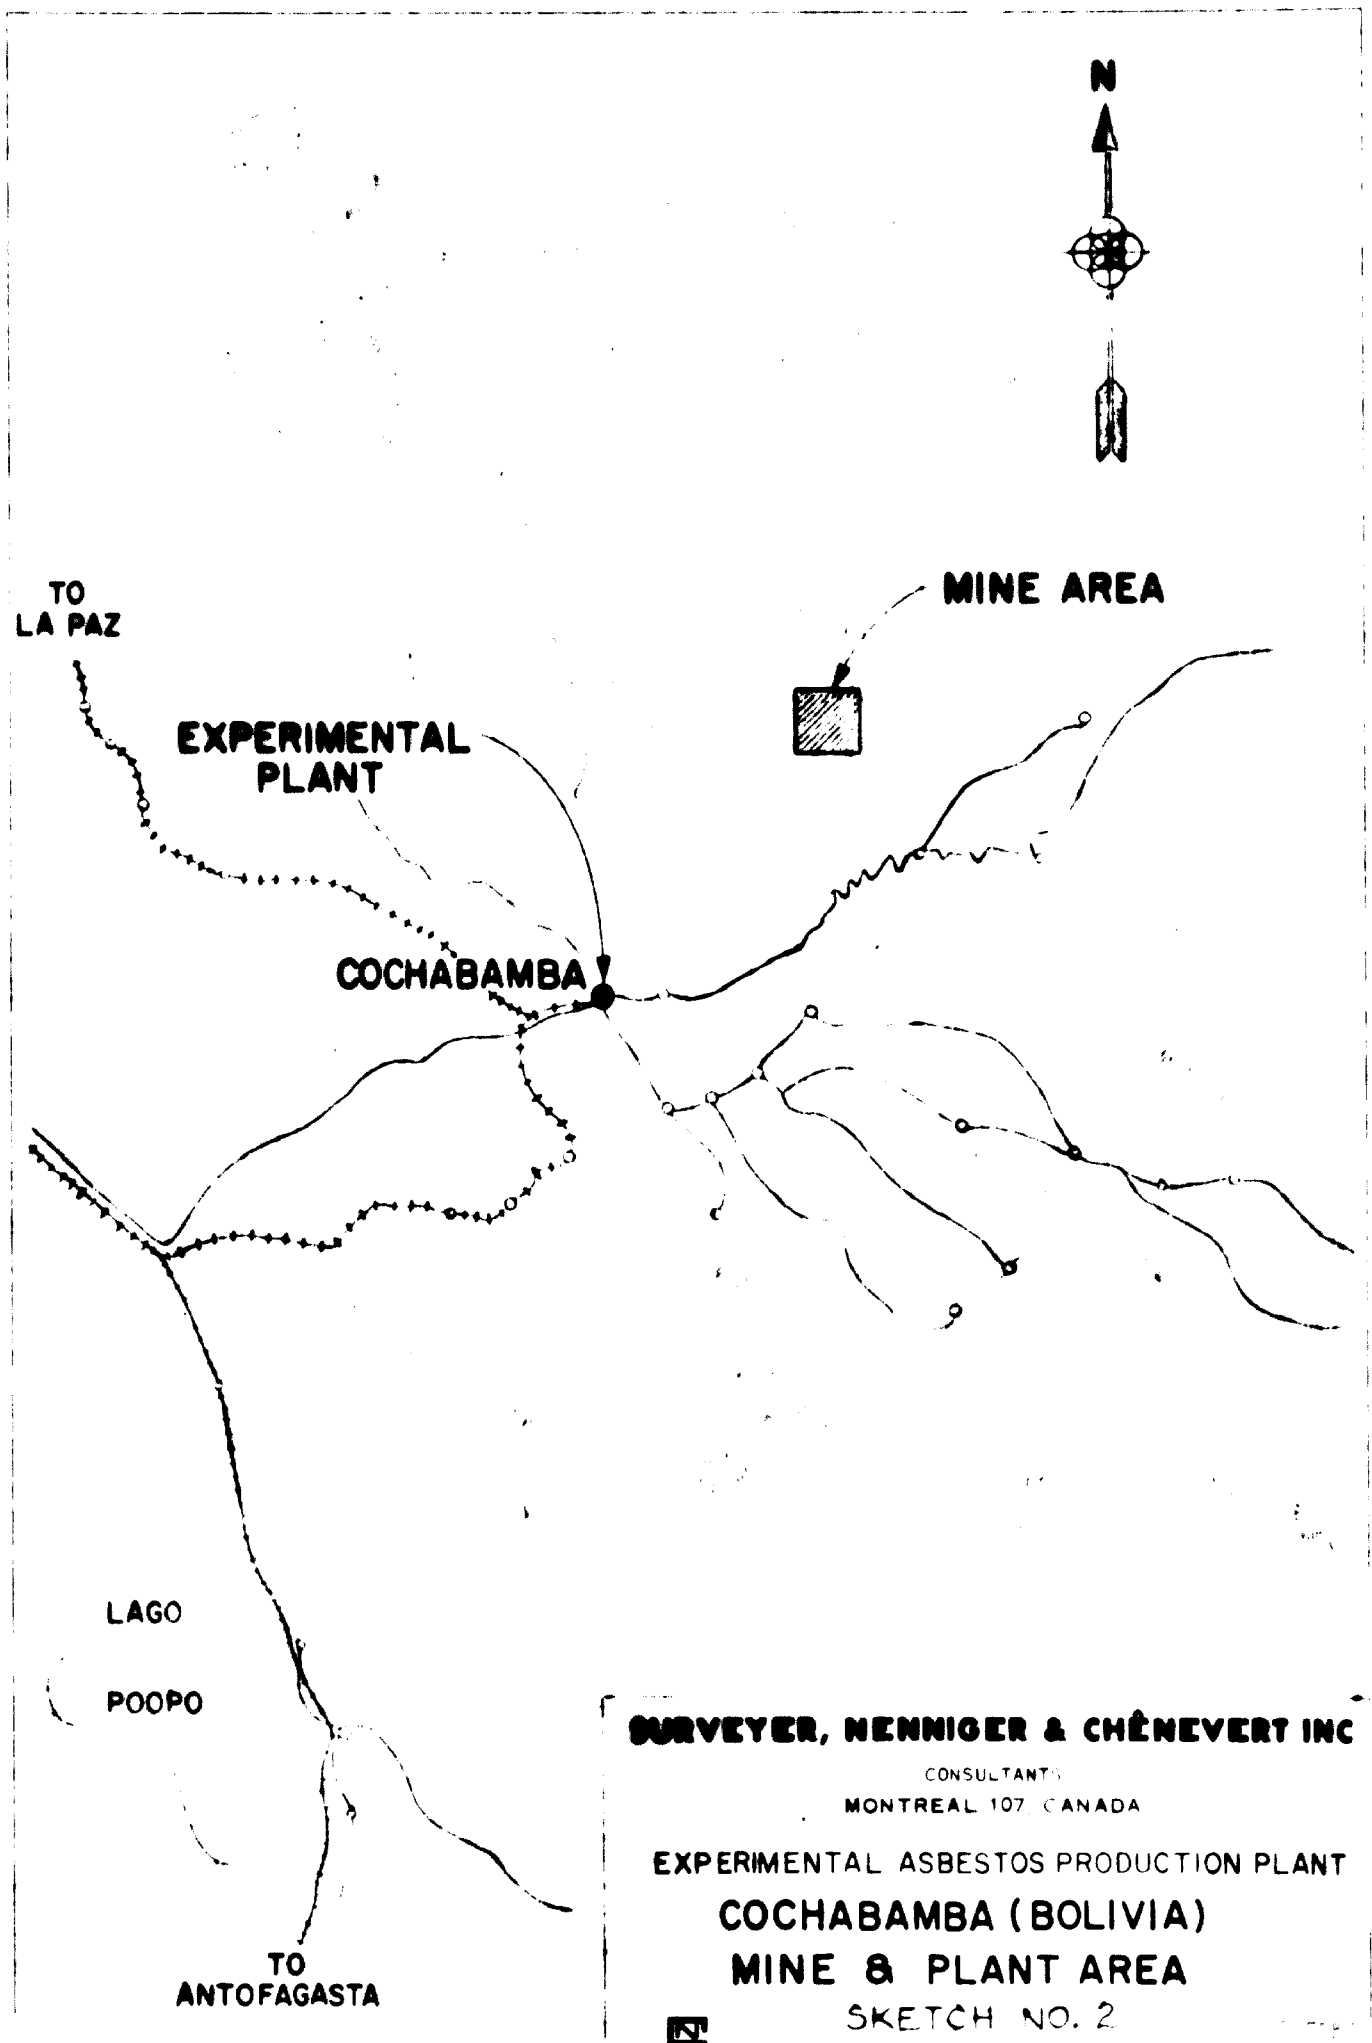 N
MINE AREA
TO
LA PAZ
EXPERIMENTAL
PLANT
COCHABAMBA
LAGO
POOPO
TO
ANTOFAGASTA
SURVEYER, NENNIGER & CHÊNEVERT INC
CONSULTANTS
MONTREAL 107, CANADA
EXPERIMENTAL ASBESTOS PRODUCTION PLANT
COCHABAMBA (BOLIVIA)
MINE & PLANT AREA
SKETCH NO. 2